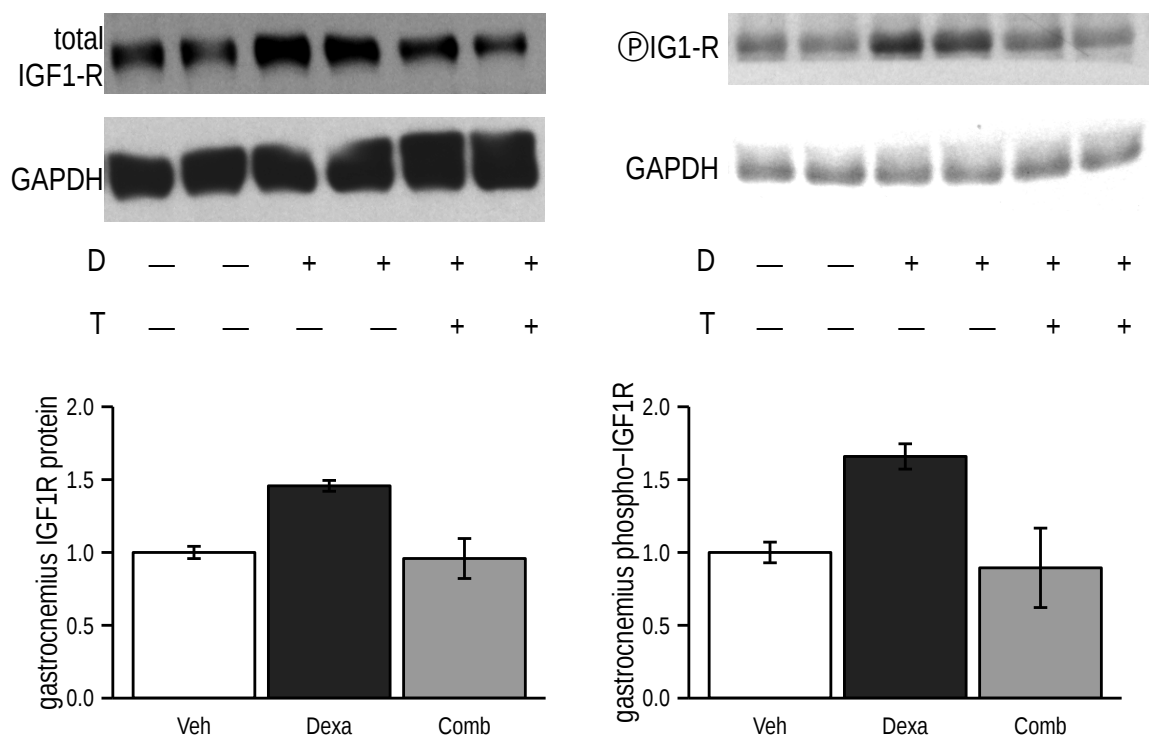 total
IGF1-R
GAPDH
D — — + + + +
T — — — — + +
ⓅIG1-R
GAPDH
D — — + + + +
T — — — — + +
gastrocnemius IGF1R protein
2.0
1.5
1.0
0.5
0.0
Veh Dexa Comb
gastrocnemius phospho−IGF1R
2.0
1.5
1.0
0.5
0.0
Veh Dexa Comb